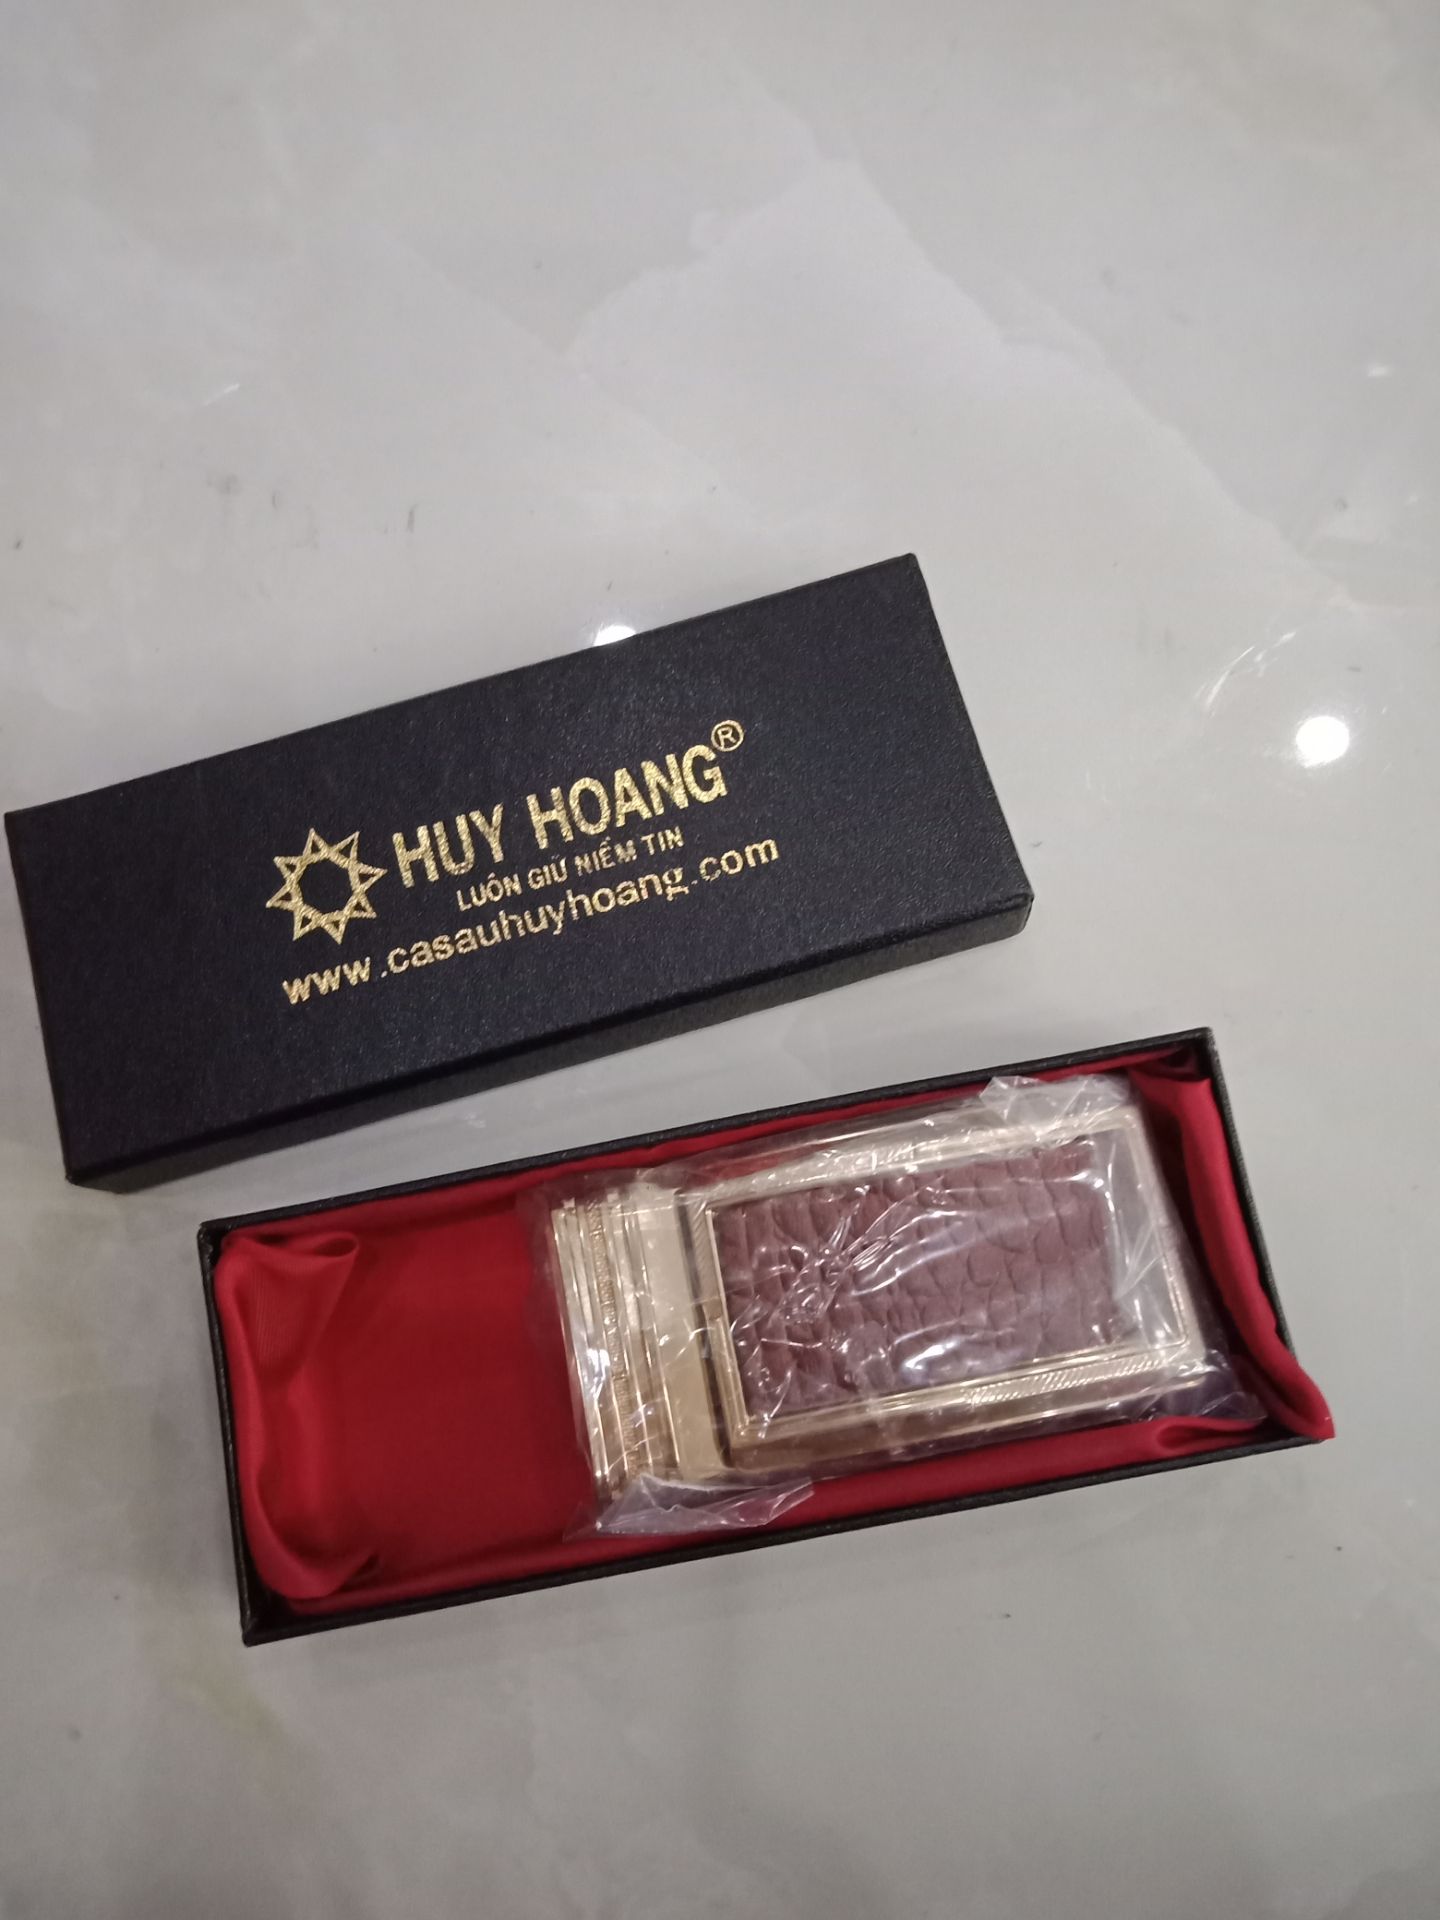 HUY HOANG®
LUÔN GIỮ NIỀM TIN
www.casauhuyhoang.com